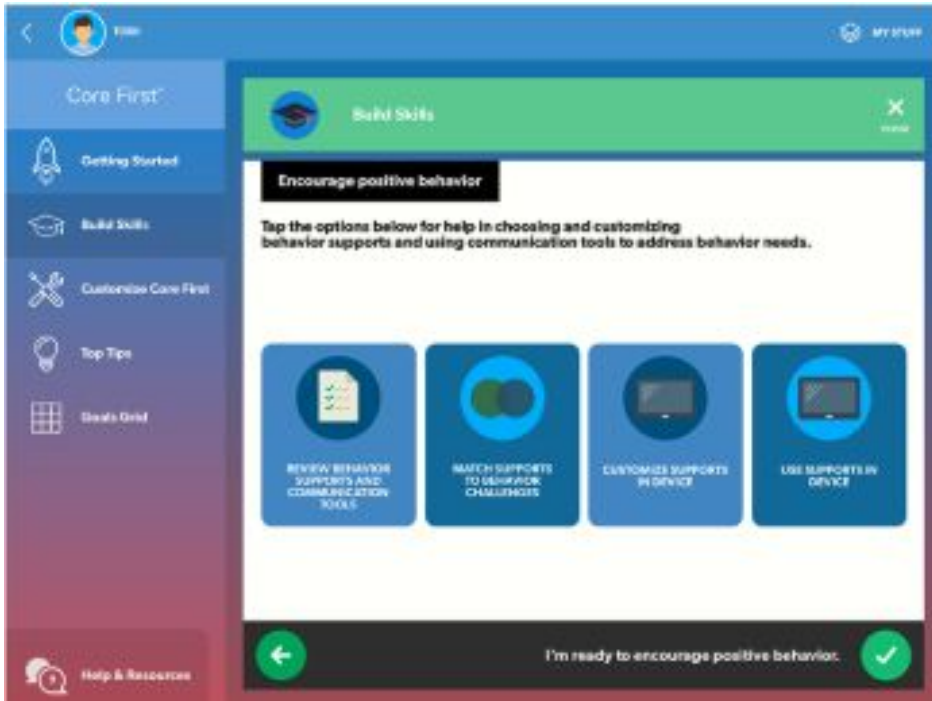 MY STUFF
Core First
Build Skills
Getting Started
Build Skills
Customize Core First
Top Tips
Goals Grid
Help & Resources
Encourage positive behavior
Tap the options below for help in choosing and customizing
behavior supports and using communication tools to address behavior needs.
REVIEW BEHAVIOR
SUPPORTS AND
COMMUNICATION
TOOLS
MATCH SUPPORTS
TO BEHAVIOR
CHALLENGES
CUSTOMIZE SUPPORTS
IN DEVICE
USE SUPPORTS IN
DEVICE
I'm ready to encourage positive behavior.